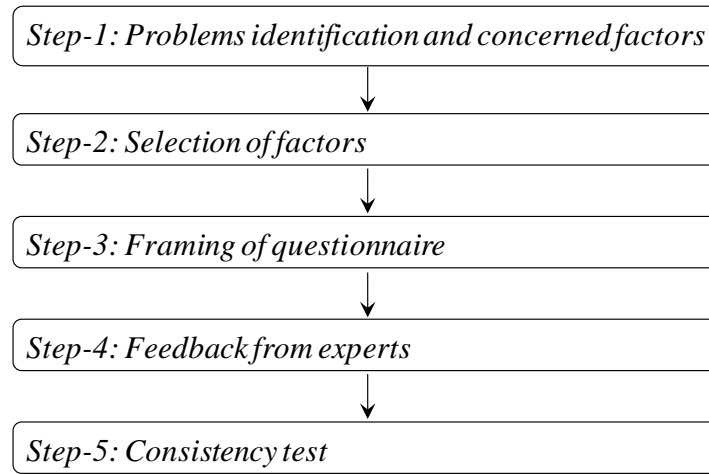 Step-1: Problems identification and concerned factors
Step-2: Selection of factors
Step-3: Framing of questionnaire
Step-4: Feedback from experts
Step-5: Consistency test